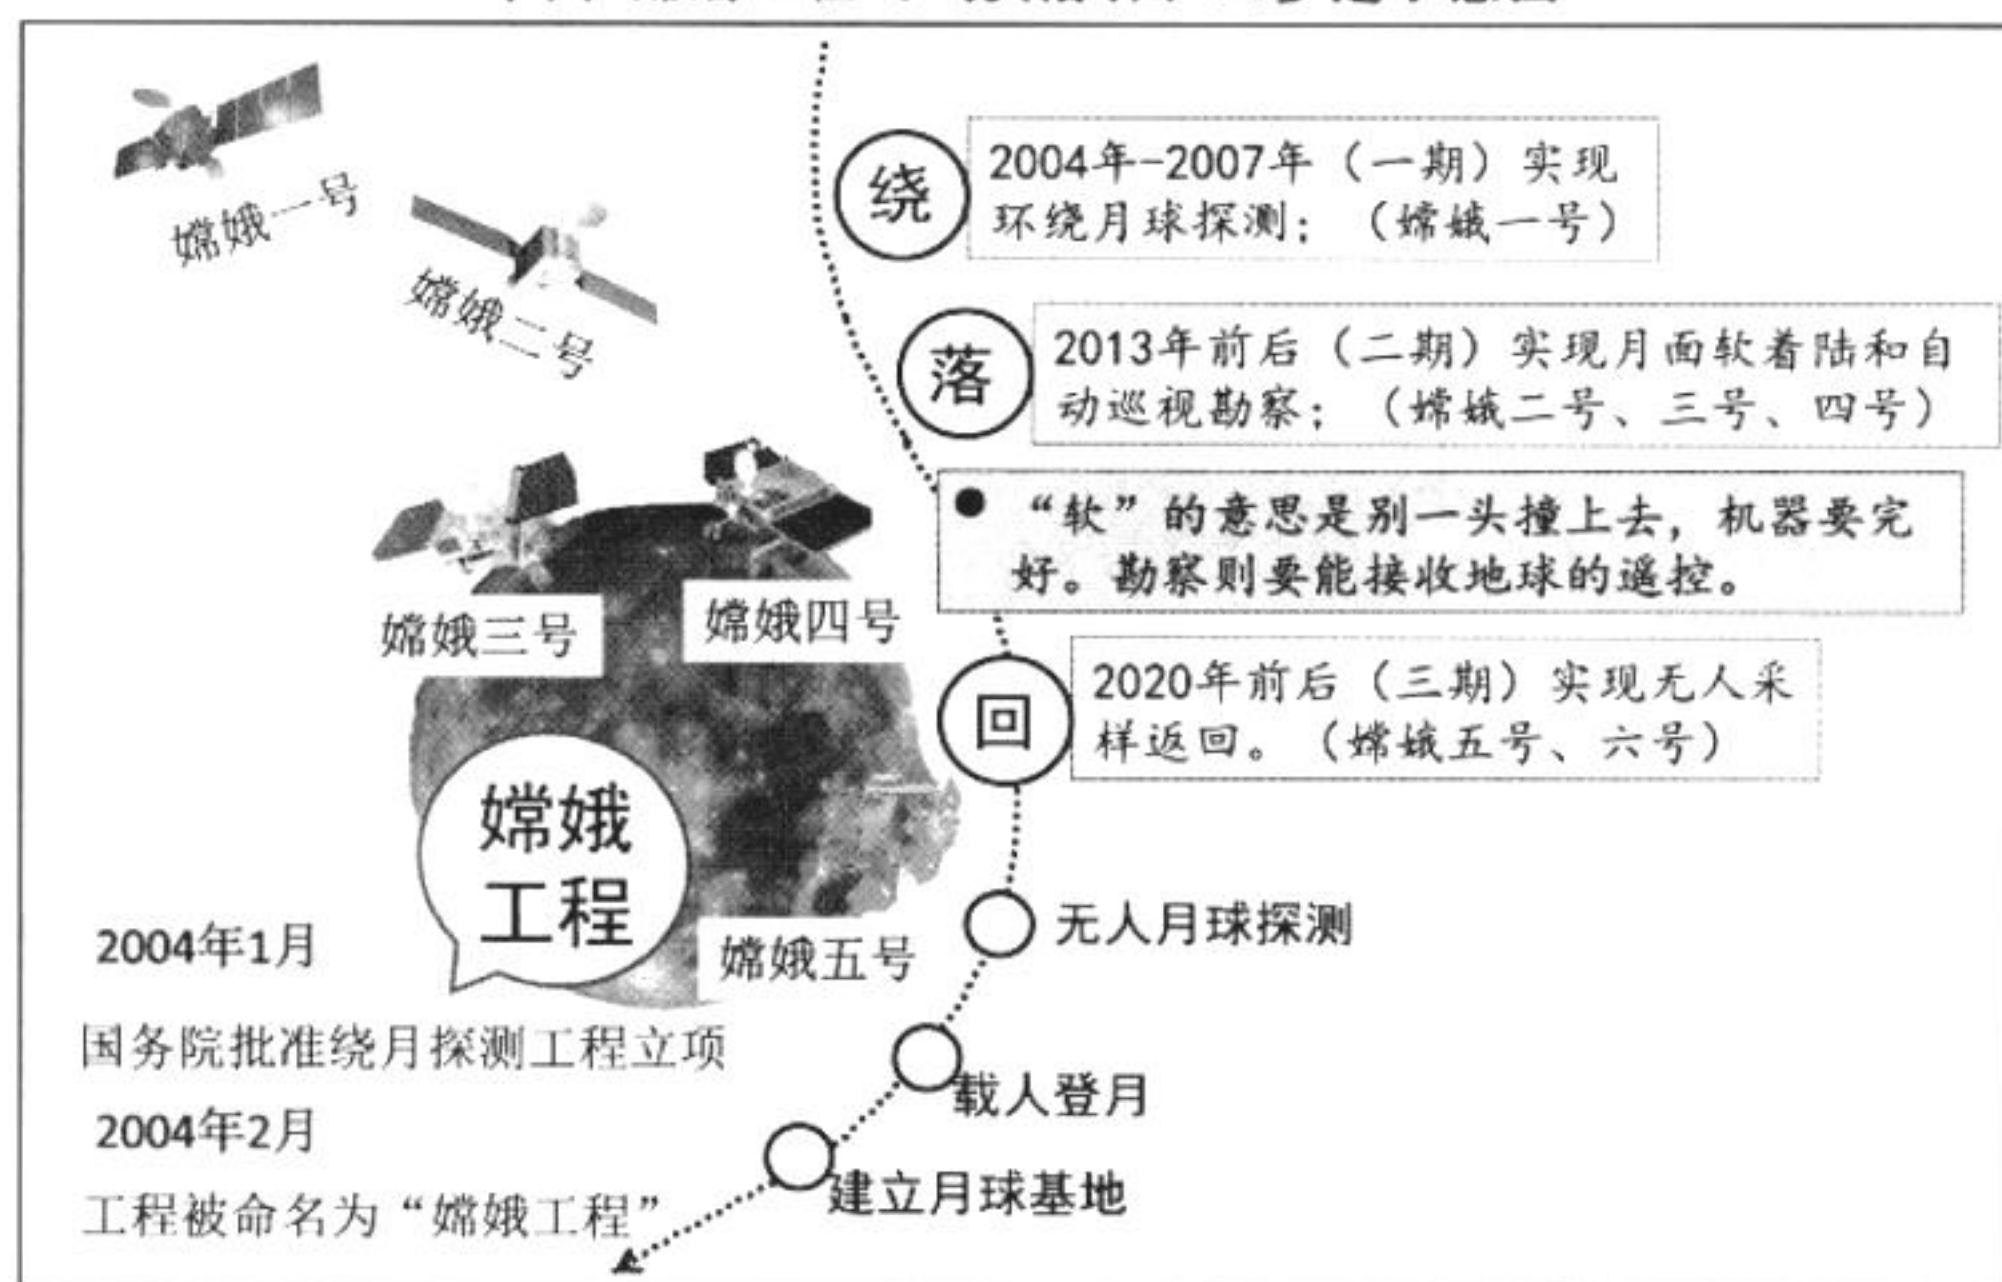 嫦娥一号
嫦娥二号
绕
2004年-2007年（一期）实现
环绕月球探测；（嫦娥一号）
落
2013年前后（二期）实现月面软着陆和自
动巡视勘察；（嫦娥二号、三号、四号）
● “软”的意思是别一头撞上去，机器要完
好。勘察则要能接收地球的遥控。
嫦娥三号
嫦娥四号
回
2020年前后（三期）实现无人采
样返回。（嫦娥五号、六号）
嫦娥
工程
嫦娥五号
无人月球探测
载人登月
建立月球基地
2004年1月
国务院批准绕月探测工程立项
2004年2月
工程被命名为“嫦娥工程”